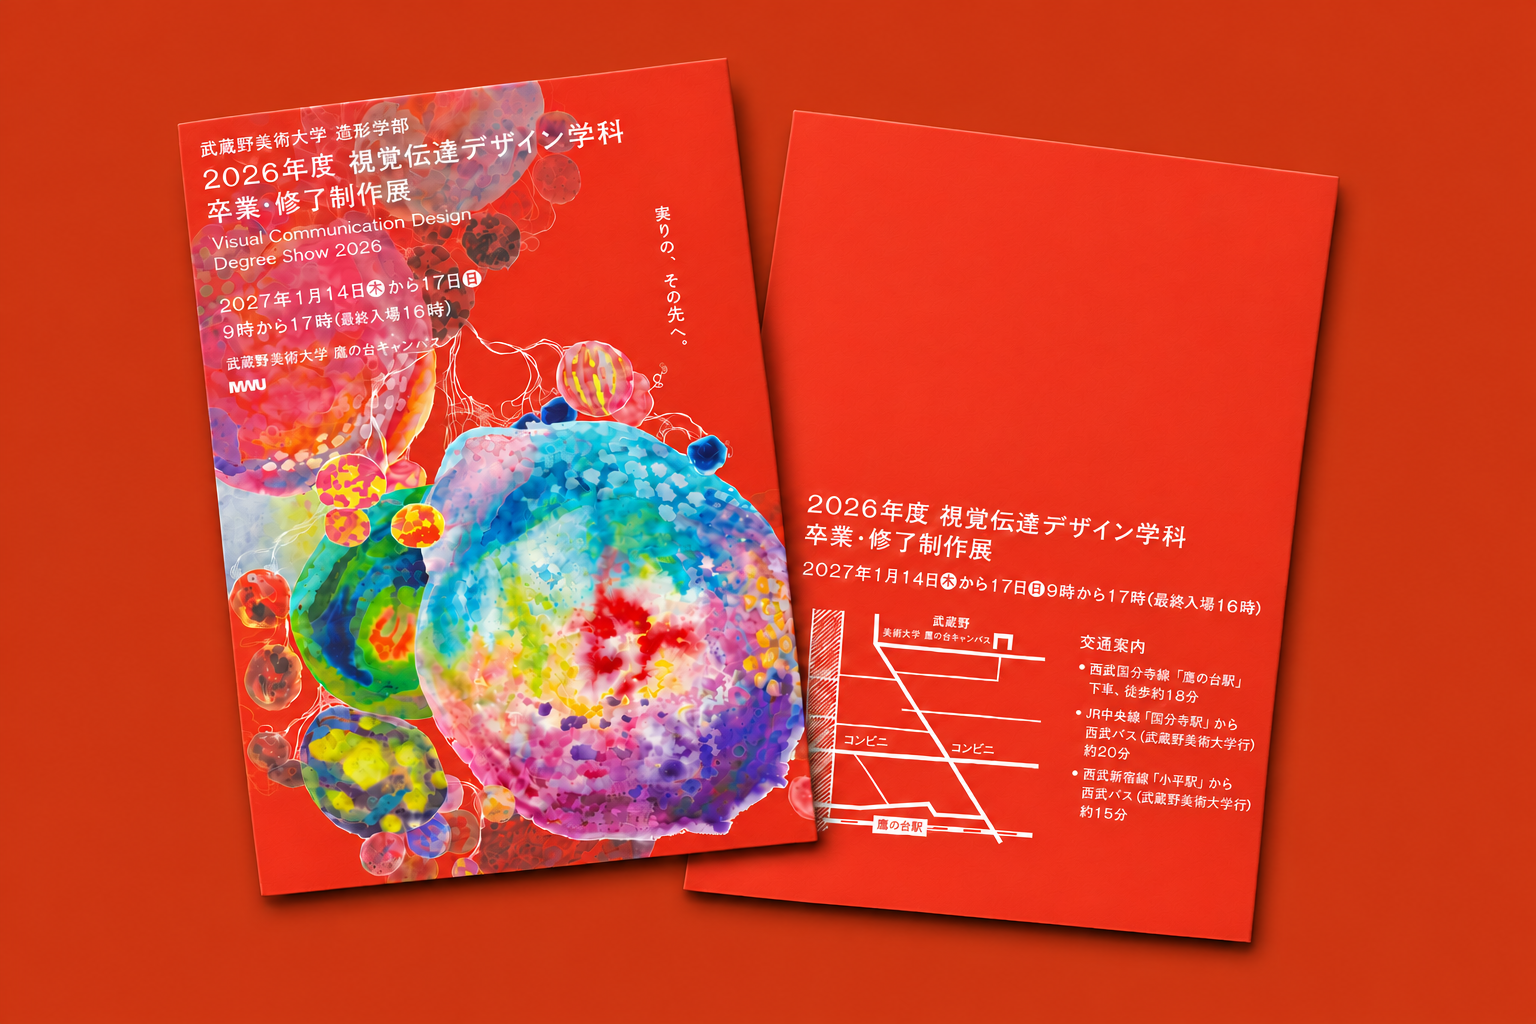 武蔵野美術大学 造形学部
2026年度 視覚伝達デザイン学科
卒業・修了制作展
Visual Communication Design
Degree Show 2026
2027年1月14日木から17日日
9時から17時(最終入場16時)
武蔵野美術大学 鷹の台キャンパス
MAU
実りの、その先へ。
2026年度 視覚伝達デザイン学科
卒業・修了制作展
2027年1月14日木から17日日9時から17時(最終入場16時)
武蔵野
美術大学 鷹の台キャンパス
コンビニ
コンビニ
鷹の台駅
交通案内
• 西武国分寺線「鷹の台駅」
下車、徒歩約18分
• JR中央線「国分寺駅」から
西武バス(武蔵野美術大学行)
約20分
• 西武新宿線「小平駅」から
西武バス(武蔵野美術大学行)
約15分